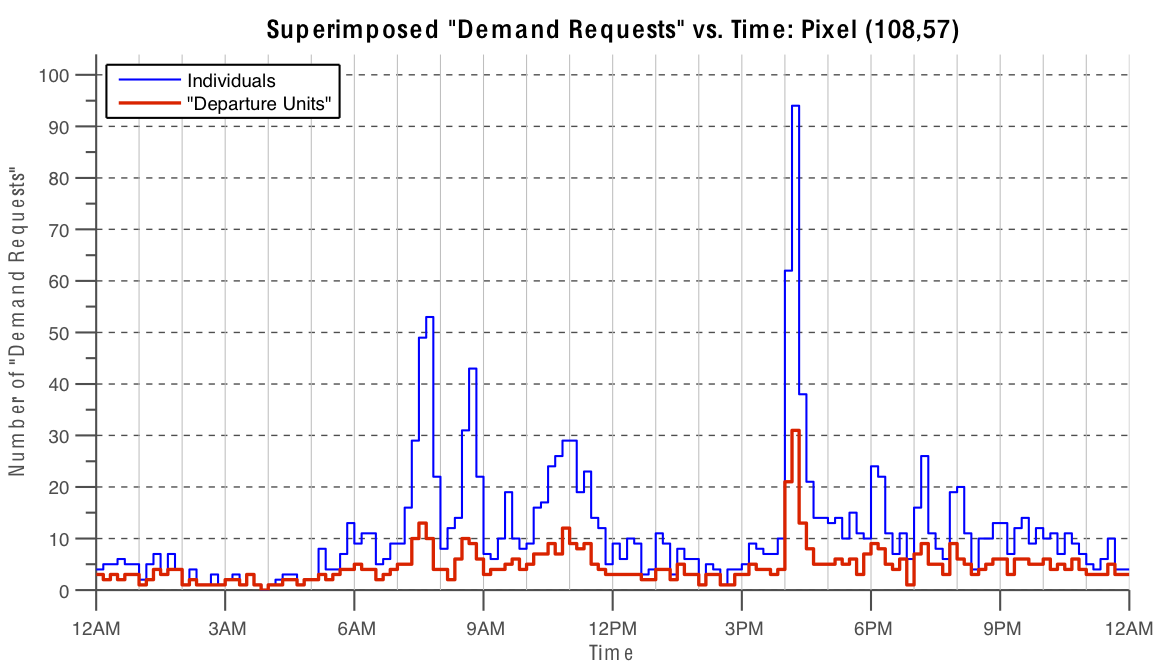 Superimposed "Demand Requests" vs. Time: Pixel (108,57)
Individuals
"Departure Units"
Number of "Demand Requests"
100
90
80
70
60
50
40
30
20
10
0
12AM 3AM 6AM 9AM 12PM 3PM 6PM 9PM 12AM
Time